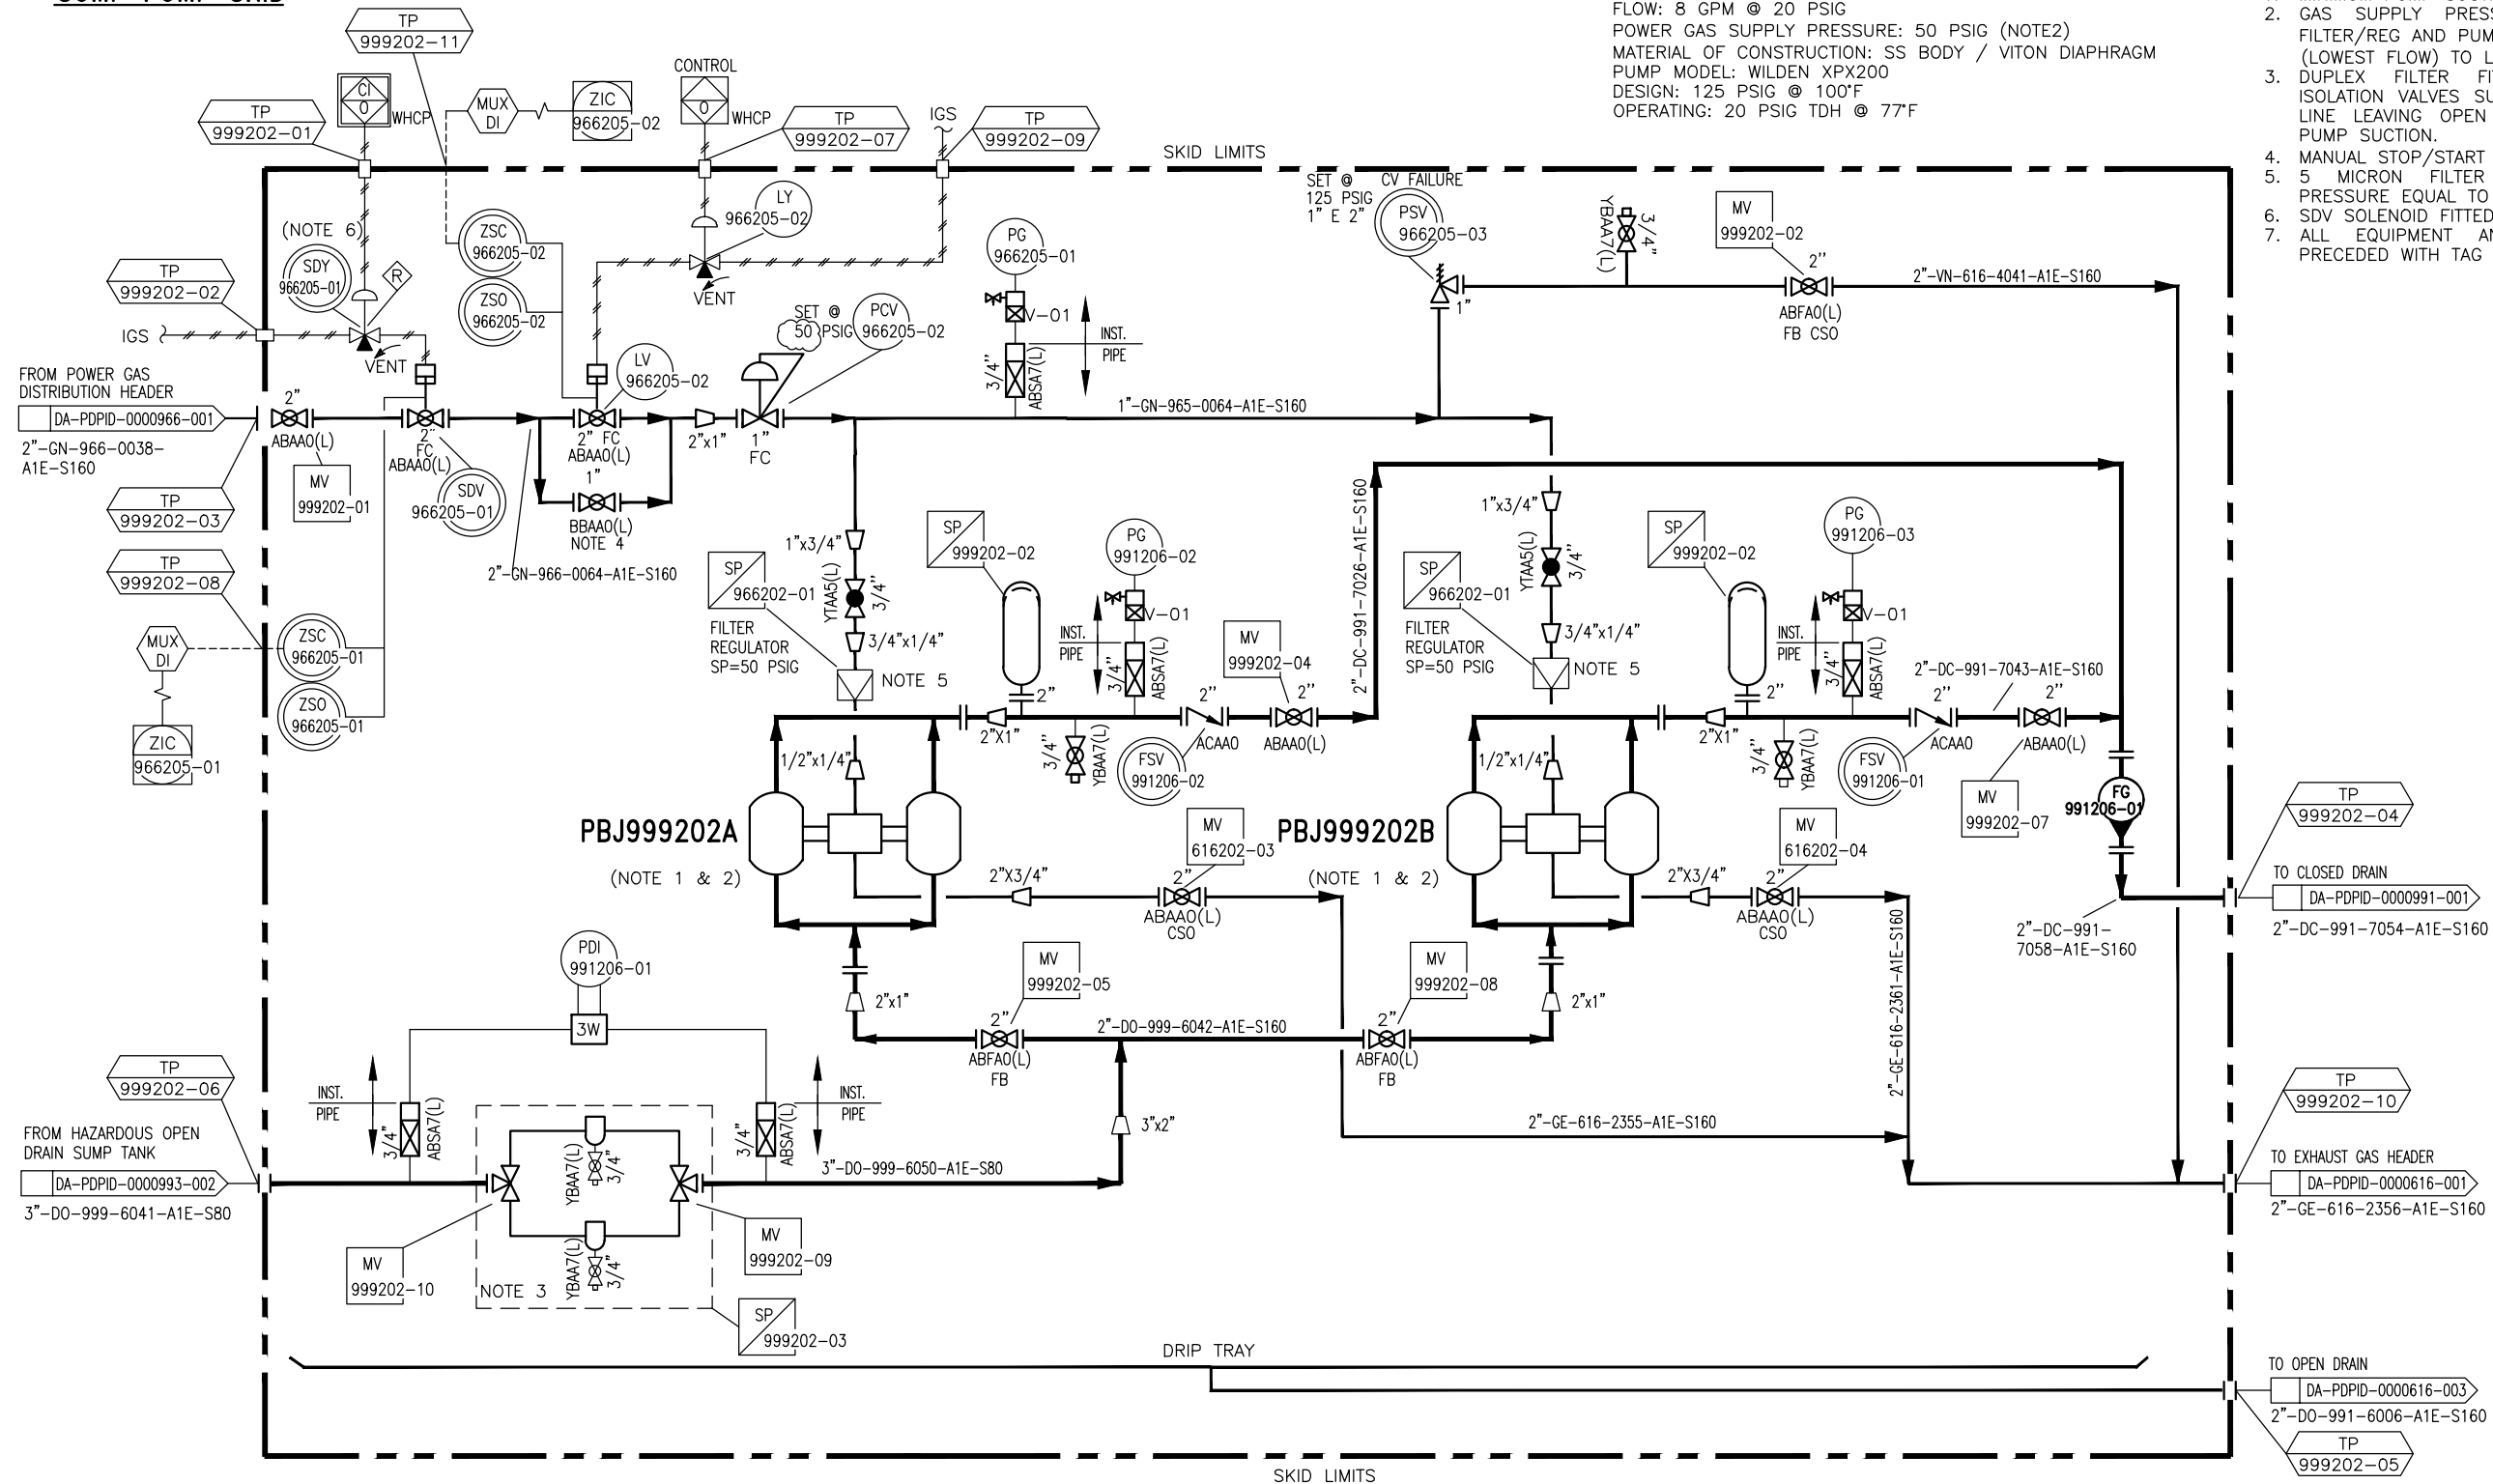 FLOW: 8 GPM @ 20 PSIG
POWER GAS SUPPLY PRESSURE: 50 PSIG (NOTE2)
MATERIAL OF CONSTRUCTION: SS BODY / VITON DIAPHRAGM
PUMP MODEL: WILDEN XPX200
DESIGN: 125 PSIG @ 100°F
OPERATING: 20 PSIG TDH @ 77°F
2. GAS SUPPLY
FILTER/REG AND
(LOWEST FLOW) TO
3. DUPLEX FILTER
ISOLATION VALVES
LINE LEAVING OPEN
PUMP SUCTION.
4. MANUAL STOP/START
5. 5 MICRON FILTER
PRESSURE EQUAL TO
6. SDV SOLENOID FITTED
7. ALL EQUIPMENT
PRECEDED WITH TAG
TP
999202-11
CI
0
WHCP
TP
999202-01
MUX
DI
ZIC
966205-02
CONTROL
0
WHCP
TP
999202-07
IGS
TP
999202-09
SKID LIMITS
(NOTE 6)
SDY
966205-01
R
VENT
TP
999202-02
IGS
ZSC
966205-02
ZSO
966205-02
LY
966205-02
VENT
LV
966205-02
SET @
50 PSIG
PCV
966205-02
PG
966205-01
V-01
INST.
PIPE
3/4"
ABSA7(L)
SET @
125 PSIG
1" E 2"
CV FAILURE
PSV
966205-03
1"
YBAA7(L)
3/4"
MV
999202-02
2''
ABFA0(L)
FB CSO
2"-VN-616-4041-A1E-S160
FROM POWER GAS
DISTRIBUTION HEADER
DA-PDPID-0000966-001
2"-GN-966-0038-
A1E-S160
TP
999202-03
2"
ABAA0(L)
MV
999202-01
2"
FC
ABAA0(L)
SDV
966205-01
2" FC
ABAA0(L)
1"
BBAA0(L)
NOTE 4
2"x1"
1"
FC
2"-GN-966-0064-A1E-S160
1"-GN-965-0064-A1E-S160
TP
999202-08
MUX
DI
ZIC
966205-01
ZSC
966205-01
ZSO
966205-01
1"x3/4"
YTAA5(L)
3/4"
3/4"x1/4"
SP
966202-01
FILTER
REGULATOR
SP=50 PSIG
NOTE 5
SP
999202-02
2"
PG
991206-02
V-01
INST.
PIPE
3/4"
ABSA7(L)
MV
999202-04
2''
ABAA0(L)
2"-DC-991-7026-A1E-S160
2"X1"
3/4"
YBAA7(L)
2''
ACAA0
FSV
991206-02
1"x3/4"
YTAA5(L)
3/4"
3/4"x1/4"
SP
966202-01
FILTER
REGULATOR
SP=50 PSIG
NOTE 5
SP
999202-02
2''
PG
991206-03
V-01
INST.
PIPE
3/4"
ABSA7(L)
2"-DC-991-7043-A1E-S160
2"X1"
3/4"
YBAA7(L)
2''
ACAA0
FSV
991206-01
2''
ABAA0(L)
MV
999202-07
FG
991206-01
1/2"x1/4"
PBJ999202A
(NOTE 1 & 2)
2"X3/4"
MV
616202-03
2"
ABAA0(L)
CSO
1/2"x1/4"
PBJ999202B
(NOTE 1 & 2)
2"X3/4"
MV
616202-04
2"
ABAA0(L)
CSO
TP
999202-04
TO CLOSED DRAIN
DA-PDPID-0000991-001
2"-DC-991-7054-A1E-S160
2"-DC-991-
7058-A1E-S160
2"-GE-616-2361-A1E-S160
PDI
991206-01
3W
2"x1"
MV
999202-05
2"
ABFA0(L)
FB
2"-DO-999-6042-A1E-S160
MV
999202-08
2"
ABFA0(L)
FB
2"x1"
TP
999202-06
FROM HAZARDOUS OPEN
DRAIN SUMP TANK
DA-PDPID-0000993-002
3"-DO-999-6041-A1E-S80
INST.
PIPE
3/4"
ABSA7(L)
YBAA7(L)
3/4"
3/4"
ABSA7(L)
INST.
PIPE
3"-DO-999-6050-A1E-S80
3"x2"
2"-GE-616-2355-A1E-S160
YBAA7(L)
3/4"
NOTE 3
MV
999202-10
MV
999202-09
SP
999202-03
TP
999202-10
TO EXHAUST GAS HEADER
DA-PDPID-0000616-001
2"-GE-616-2356-A1E-S160
DRIP TRAY
TO OPEN DRAIN
DA-PDPID-0000616-003
2"-DO-991-6006-A1E-S160
TP
999202-05
SKID LIMITS